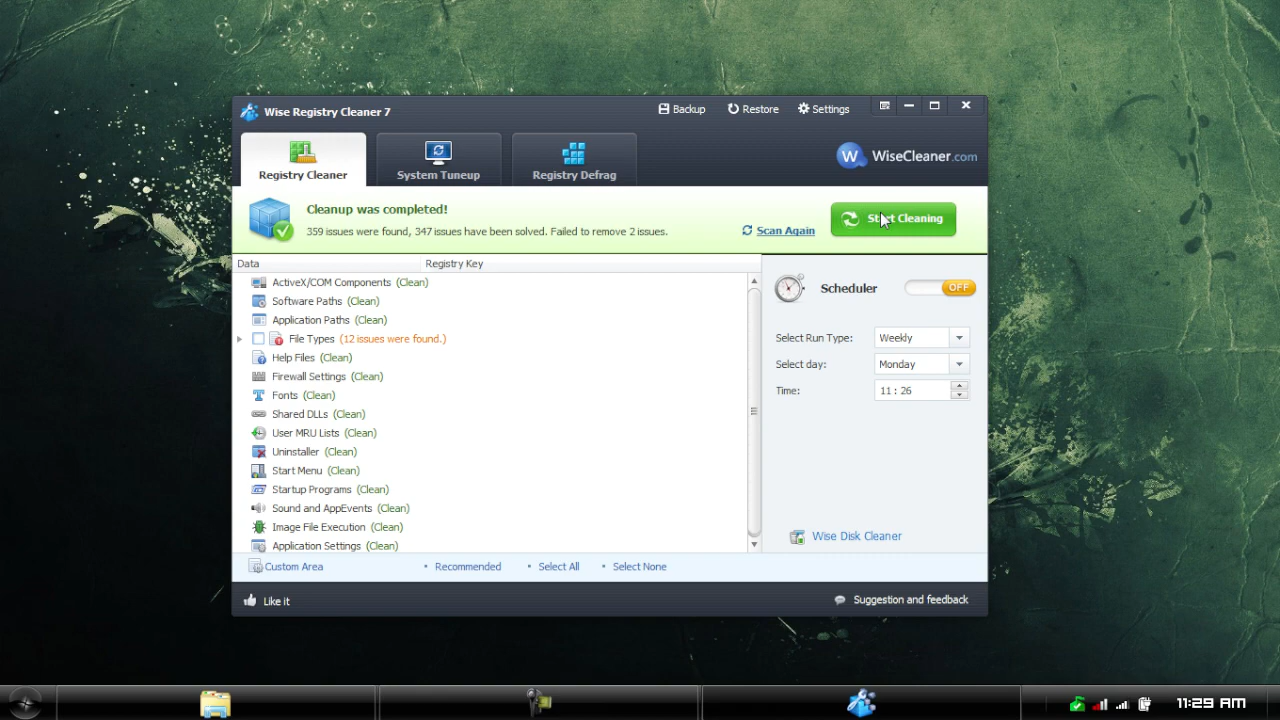 Wise Registry Cleaner 7
Backup Restore Settings
Registry Cleaner System Tuneup Registry Defrag
W WiseCleaner.com
Cleanup was completed!
359 issues were found, 347 issues have been solved. Failed to remove 2 issues.
Scan Again
Start Cleaning
Data Registry Key
ActiveX/COM Components (Clean)
Software Paths (Clean)
Application Paths (Clean)
File Types (12 issues were found.)
Help Files (Clean)
Firewall Settings (Clean)
Fonts (Clean)
Shared DLLs (Clean)
User MRU Lists (Clean)
Uninstaller (Clean)
Start Menu (Clean)
Startup Programs (Clean)
Sound and AppEvents (Clean)
Image File Execution (Clean)
Application Settings (Clean)
Scheduler OFF
Select Run Type: Weekly
Select day: Monday
Time: 11 : 26
Wise Disk Cleaner
Custom Area • Recommended • Select All • Select None
Like it
Suggestion and feedback
11:29 AM